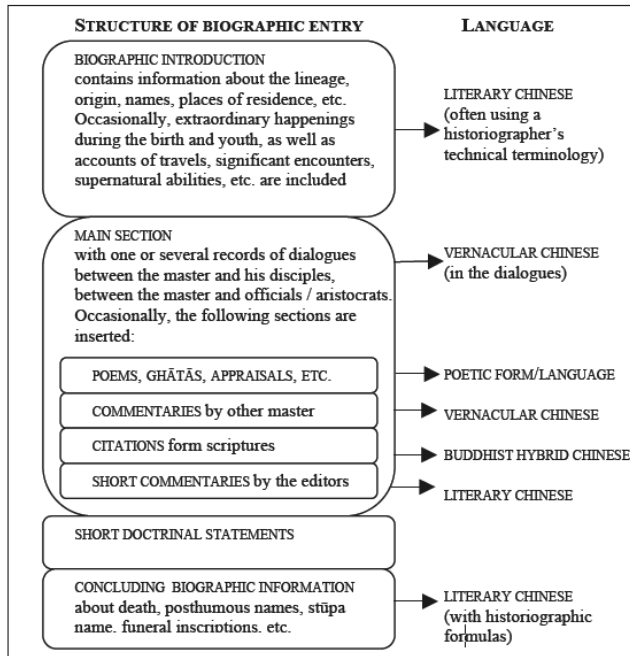 STRUCTURE OF BIOGRAPHIC ENTRY
LANGUAGE
BIOGRAPHIC INTRODUCTION
contains information about the lineage,
origin, names, places of residence, etc.
Occasionally, extraordinary happenings
during the birth and youth, as well as
accounts of travels, significant encounters,
supernatural abilities, etc. are included
LITERARY CHINESE
(often using a
historiographer's
technical terminology)
MAIN SECTION
with one or several records of dialogues
between the master and his disciples,
between the master and officials / aristocrats.
Occasionally, the following sections are
inserted:
VERNACULAR CHINESE
(in the dialogues)
POEMS, GHĀTĀS, APPRAISALS, ETC.
POETIC FORM/LANGUAGE
COMMENTARIES by other master
VERNACULAR CHINESE
CITATIONS form scriptures
BUDDHIST HYBRID CHINESE
SHORT COMMENTARIES by the editors
LITERARY CHINESE
SHORT DOCTRINAL STATEMENTS
CONCLUDING BIOGRAPHIC INFORMATION
about death, posthumous names, stūpa
name, funeral inscriptions, etc.
LITERARY CHINESE
(with historiographic
formulas)